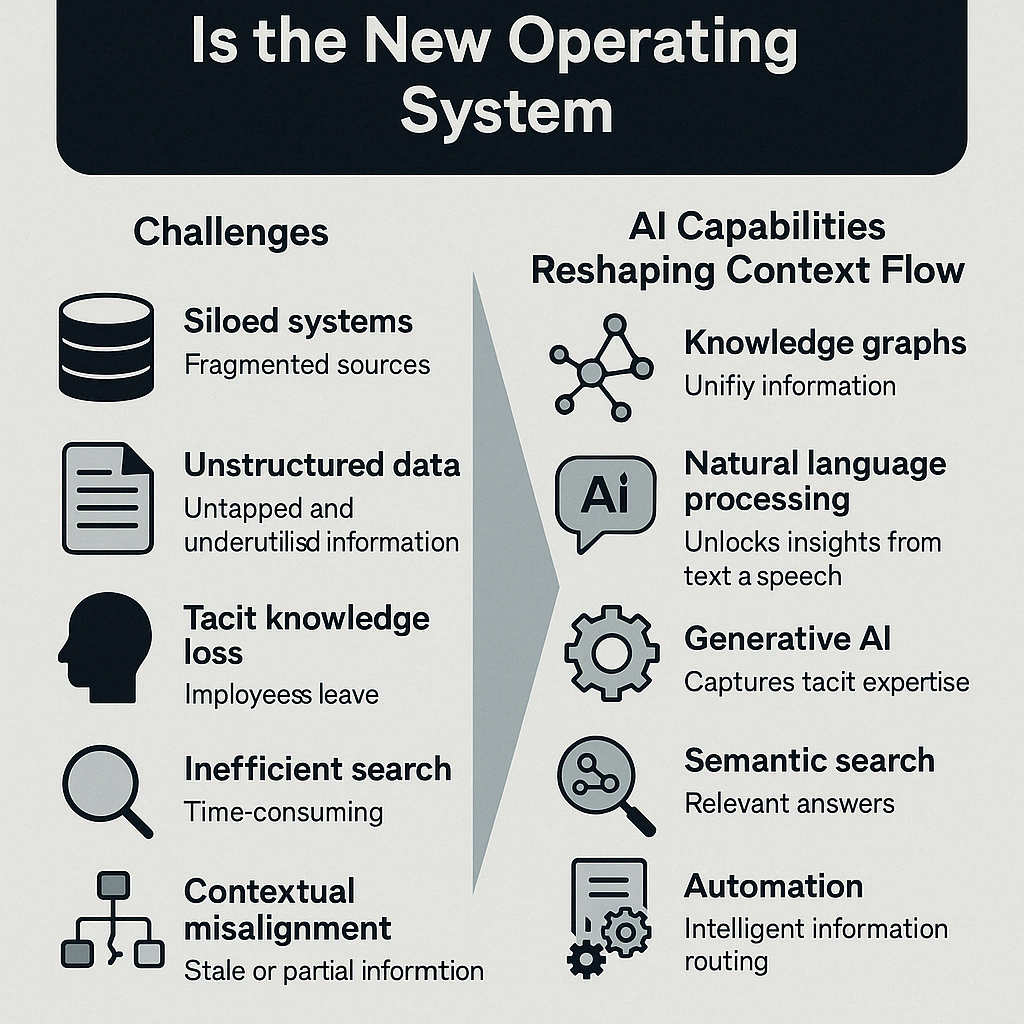 Is the New Operating
System
Challenges
Siloed systems
Fragmented sources
Unstructured data
Untapped and
underutilisd information
Tacit knowledge
loss
Imployeess leave
Inefficient search
Time-consuming
Contextual
misalignment
Stale or partial informtion
AI Capabilities
Reshaping Context Flow
Knowledge graphs
Unifiy information
Ai
Natural language
processing
Unlocks insights from
text a speech
Generative AI
Captures tacit expertise
Semantic search
Relevant answers
Automation
Intelligent information
routing